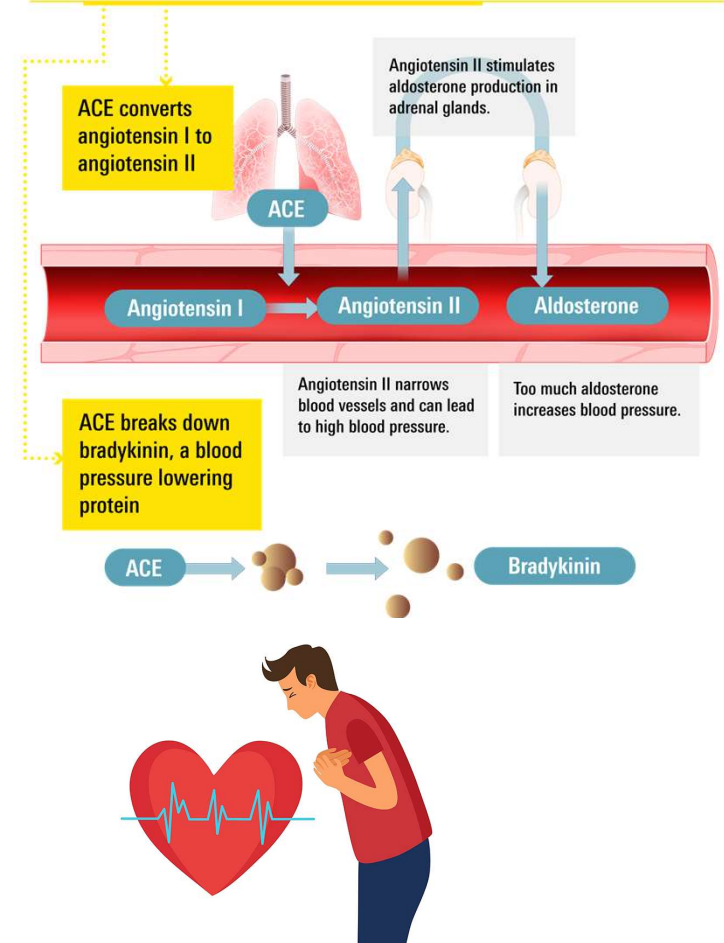 Angiotensin II stimulates
aldosterone production in
adrenal glands.
ACE converts
angiotensin I to
angiotensin II
ACE
Angiotensin I
Angiotensin II
Aldosterone
Angiotensin II narrows
blood vessels and can lead
to high blood pressure.
Too much aldosterone
increases blood pressure.
ACE breaks down
bradykinin, a blood
pressure lowering
protein
ACE
Bradykinin